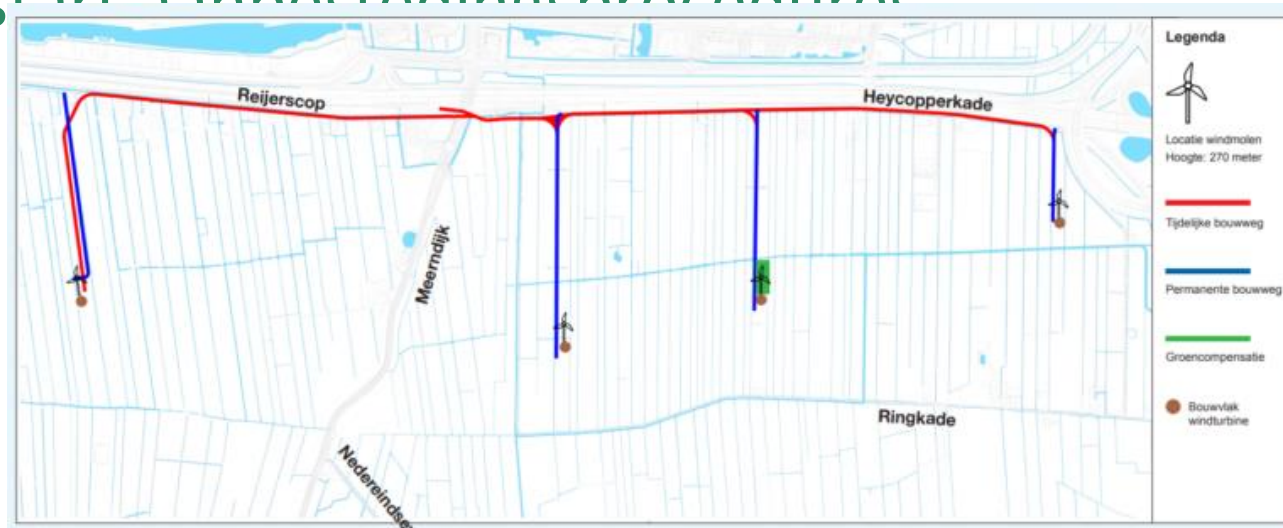 Reijerscop
Heycopperkade
Meerndijk
Ringkade
Legenda
Locatie windmolen
Hoogte: 270 meter
Tijdelijke bouwweg
Permanente bouwweg
Groencompensatie
Bouwvlak
windturbine